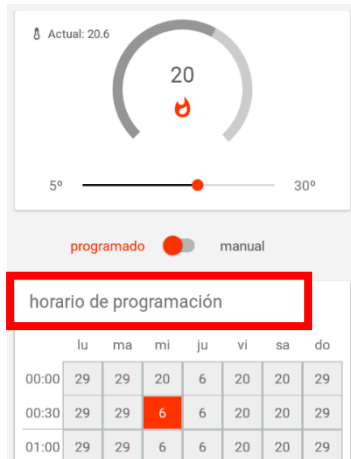 Actual: 20.6
20
5º 30º
programado manual
horario de programación
lu ma mi ju vi sa do
00:00 29 29 20 6 20 20 29
00:30 29 29 6 6 20 20 29
01:00 29 29 6 6 20 20 29